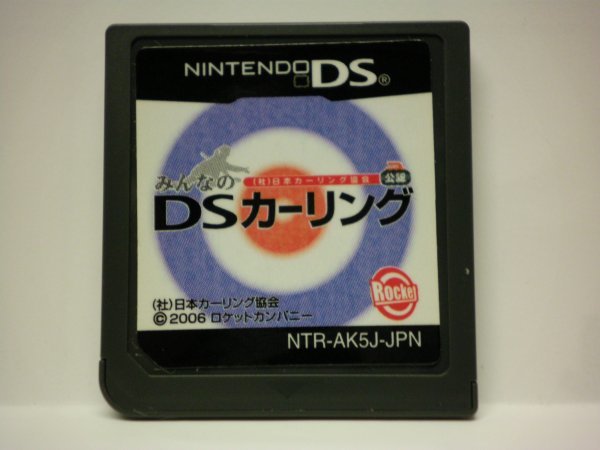 NINTENDO DS®
みんなの
(社)日本カーリング協会 公認
DSカーリング
(社)日本カーリング協会
© 2006 ロケットカンパニー
Rocket
NTR-AK5J-JPN